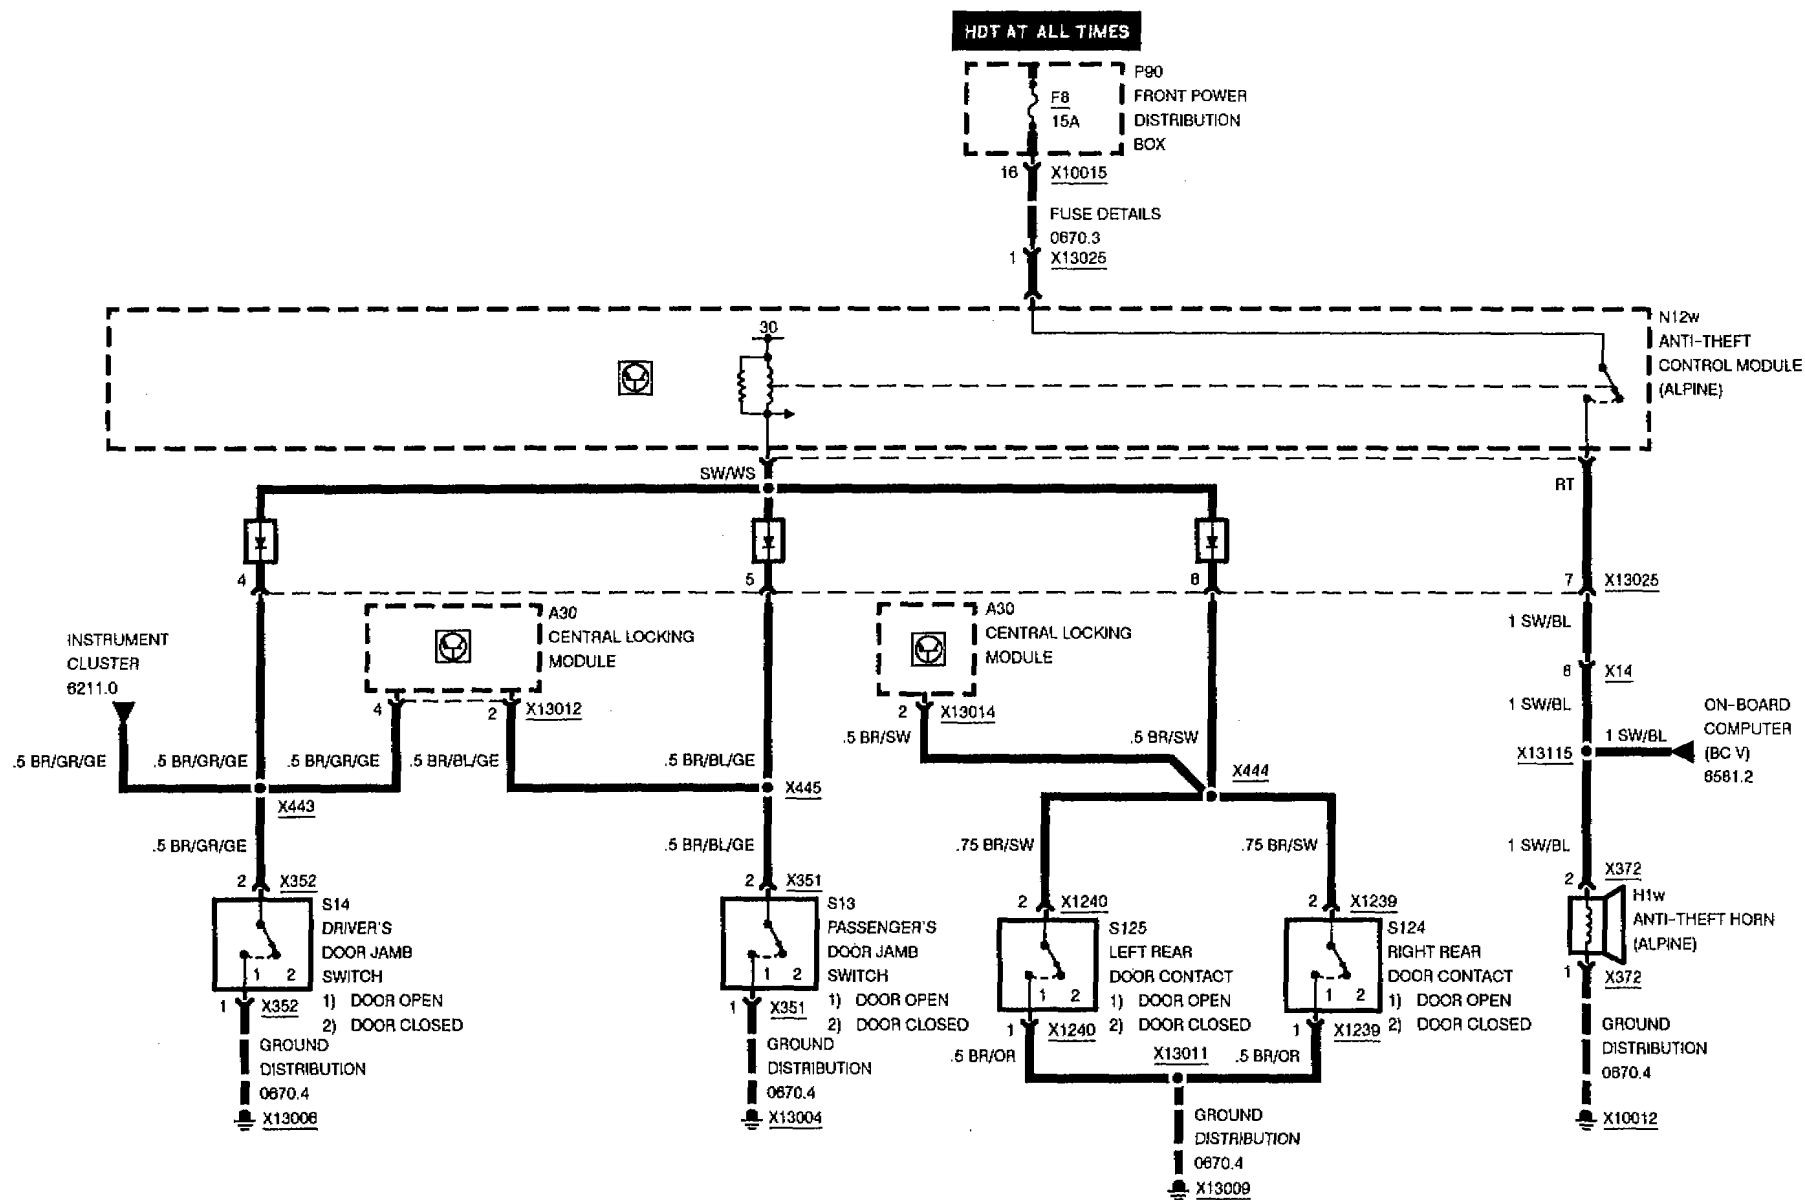 HOT AT ALL TIMES
P90
FRONT POWER
DISTRIBUTION
BOX
F8
15A
16
X10015
FUSE DETAILS
0670.3
1
X13025
N12w
ANTI-THEFT
CONTROL MODULE
(ALPINE)
30
SW/WS
RT
4
5
8
7
X13025
INSTRUMENT
CLUSTER
6211.0
A30
CENTRAL LOCKING
MODULE
4
2
X13012
A30
CENTRAL LOCKING
MODULE
2
X13014
1 SW/BL
6
X14
1 SW/BL
X13115
1 SW/BL
ON-BOARD
COMPUTER
(BC V)
6581.2
.5 BR/GR/GE
.5 BR/GR/GE
.5 BR/GR/GE
.5 BR/BL/GE
.5 BR/BL/GE
.5 BR/SW
.5 BR/SW
X443
X445
X444
.5 BR/GR/GE
.5 BR/BL/GE
.75 BR/SW
.75 BR/SW
1 SW/BL
2
X352
S14
DRIVER'S
DOOR JAMB
SWITCH
1) DOOR OPEN
2) DOOR CLOSED
1 2
1
X352
GROUND
DISTRIBUTION
0670.4
X13006
2
X351
S13
PASSENGER'S
DOOR JAMB
SWITCH
1) DOOR OPEN
2) DOOR CLOSED
1 2
1
X351
GROUND
DISTRIBUTION
0670.4
X13004
2
X1240
S125
LEFT REAR
DOOR CONTACT
1) DOOR OPEN
2) DOOR CLOSED
1 2
1
X1240
.5 BR/OR
2
X1239
S124
RIGHT REAR
DOOR CONTACT
1) DOOR OPEN
2) DOOR CLOSED
1 2
1
X1239
.5 BR/OR
X13011
GROUND
DISTRIBUTION
0670.4
X13009
2
X372
H1w
ANTI-THEFT HORN
(ALPINE)
1
X372
GROUND
DISTRIBUTION
0670.4
X10012